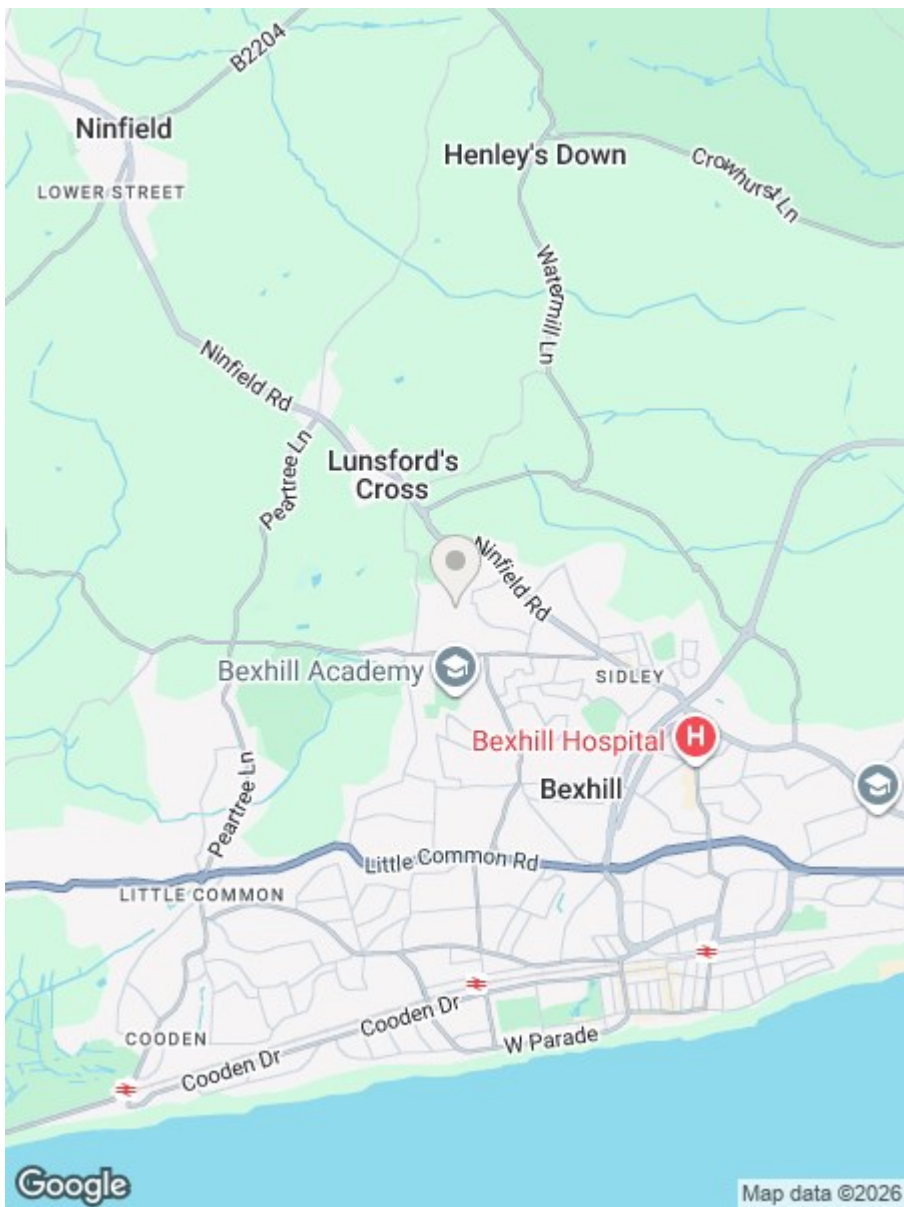 B2204
Ninfield
Henley's Down
Crowhurst Ln
LOWER STREET
Watermill Ln
Ninfield Rd
Peartree Ln
Lunsford's
Cross
Ninfield Rd
Bexhill Academy
SIDLEY
Bexhill Hospital
H
Bexhill
Peartree Ln
Little Common Rd
LITTLE COMMON
Cooden Dr
COODEN
W Parade
Cooden Dr
Google
Map data ©2026